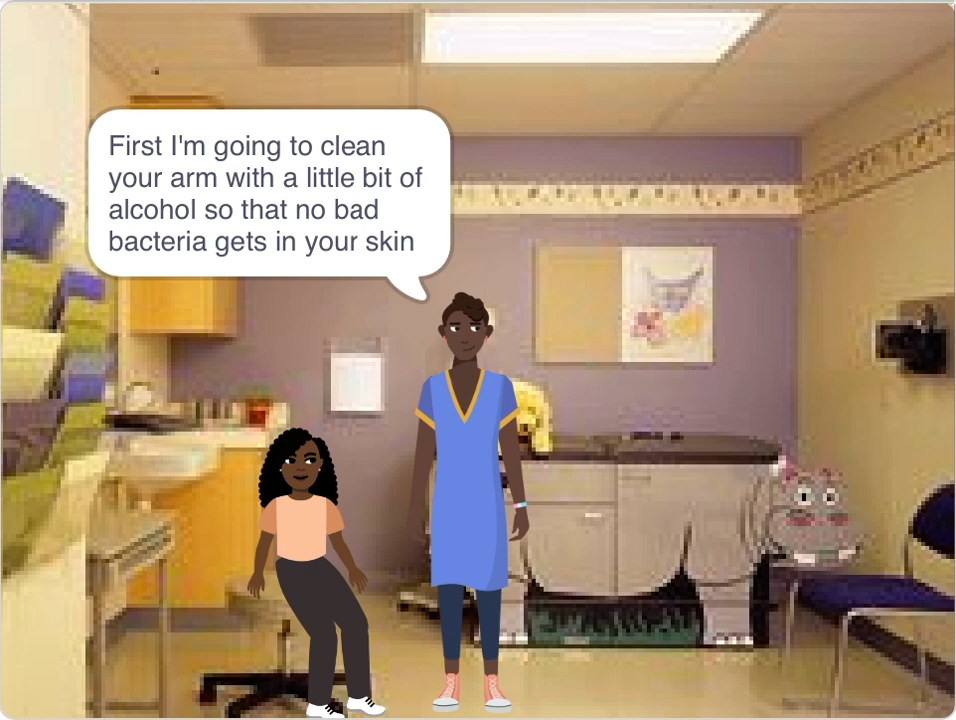 First I'm going to clean
your arm with a little bit of
alcohol so that no bad
bacteria gets in your skin